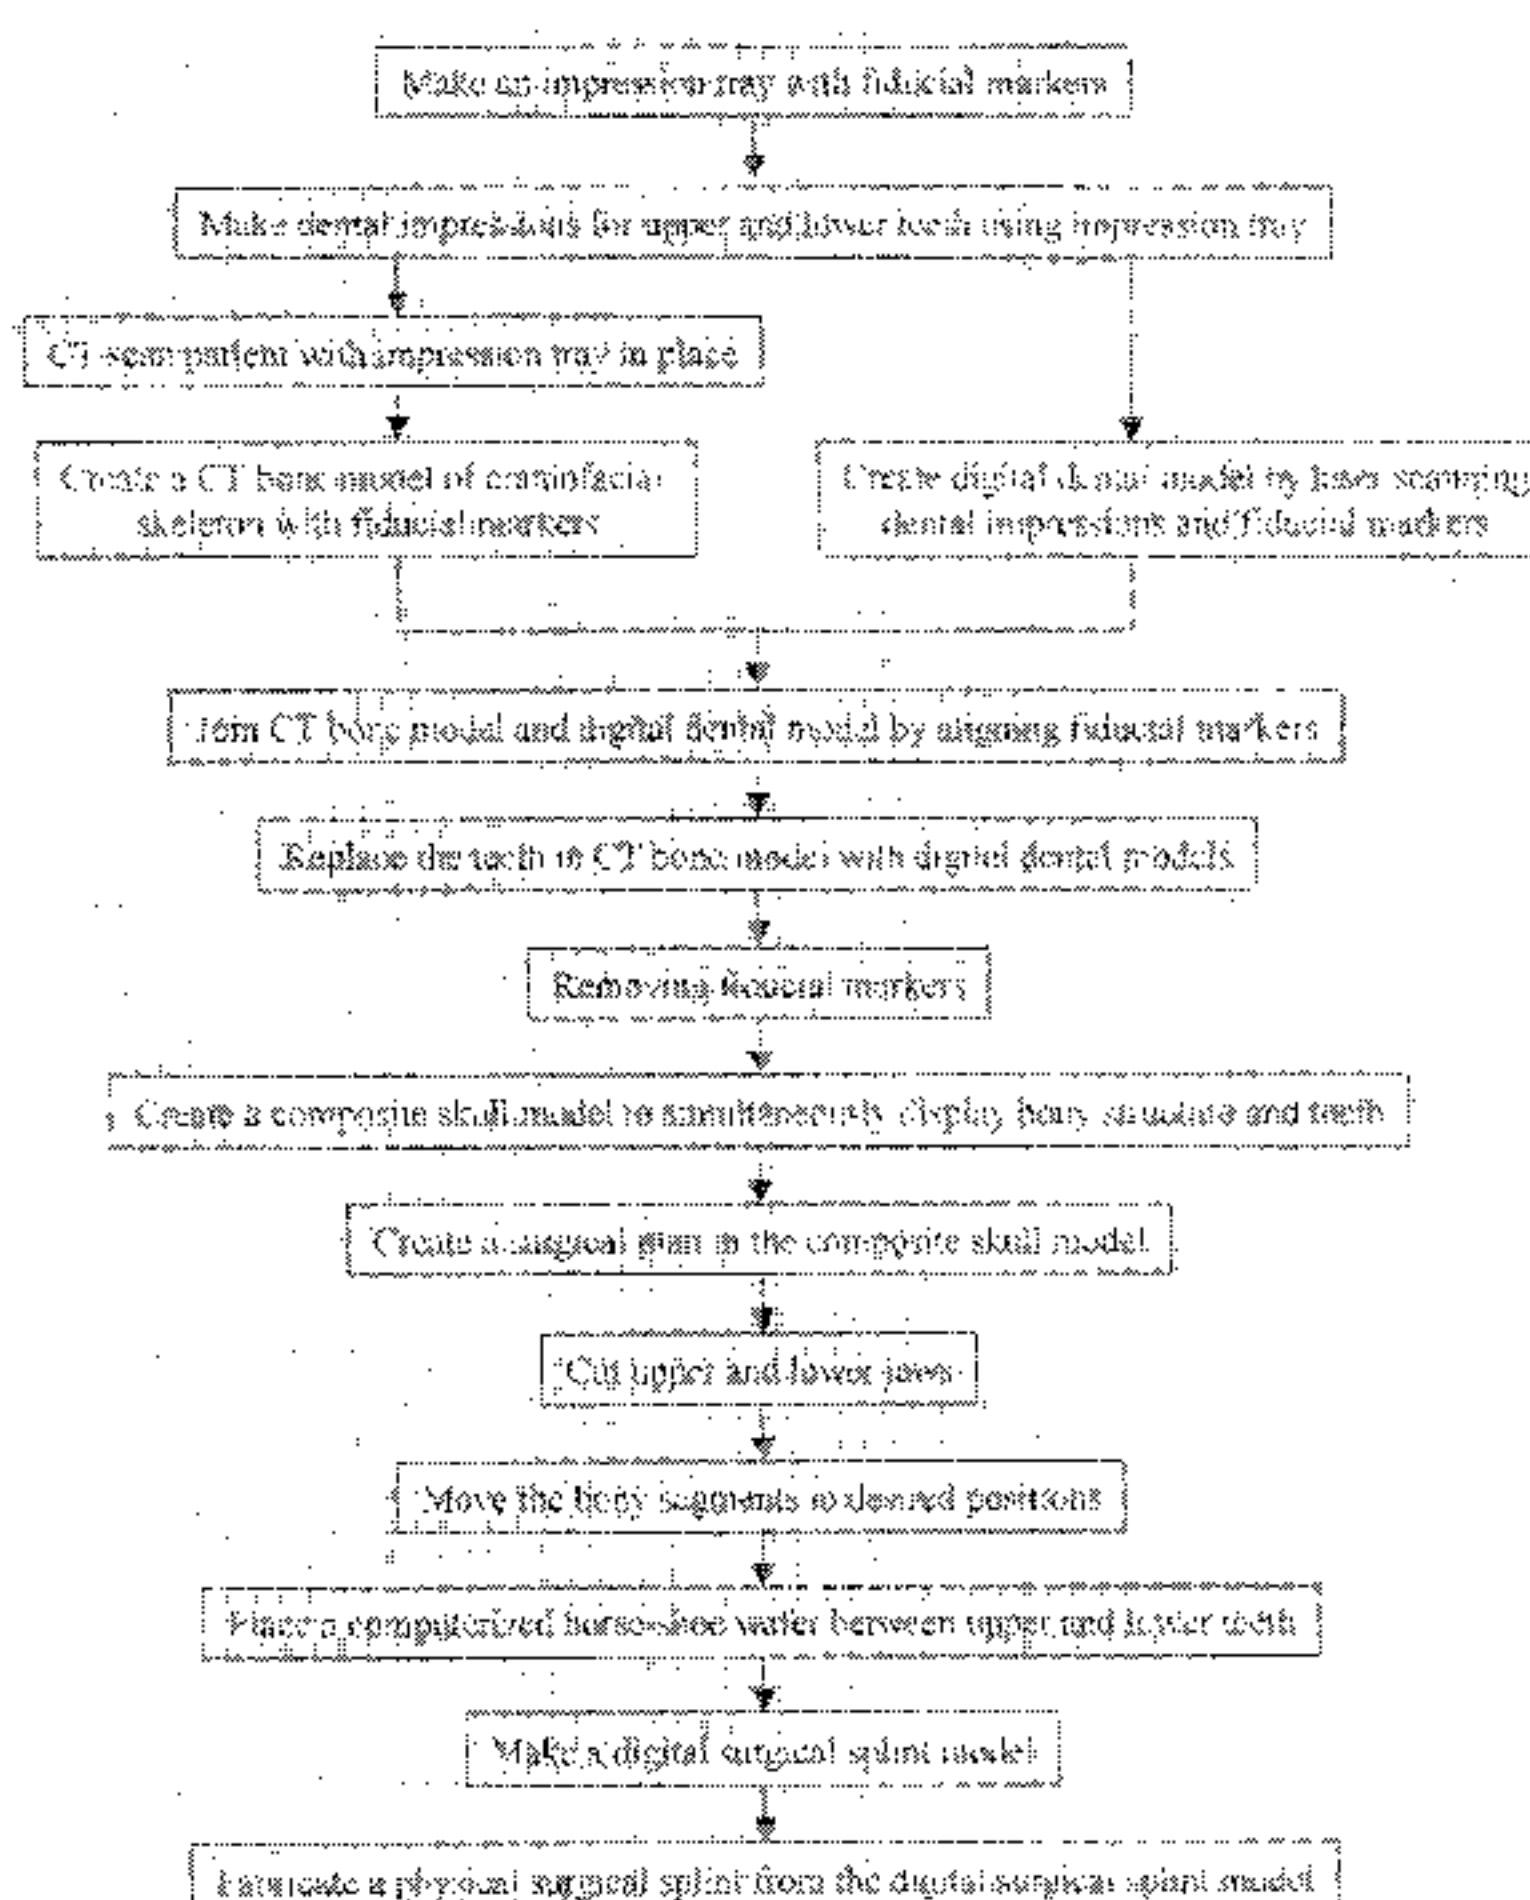 Make an impression tray with fiducial markers
Make dental impressions for upper and lower teeth using impression tray
CT scan patient with impression tray in place
Create a CT bone model of craniofacial
skeleton with fiducial markers
Create digital dental model by laser scanning
dental impressions and fiducial markers
Join CT bone model and digital dental model by aligning fiducial markers
Replace the teeth in CT bone model with digital dental models
Removing fiducial markers
Create a composite skull model to simultaneously display bony structure and teeth
Create a surgical plan in the composite skull model
Cut upper and lower jaws
Move the bony segments to desired positions
Place a computerized horse-shoe wafer between upper and lower teeth
Make a digital surgical splint model
Fabricate a physical surgical splint from the digital surgical splint model